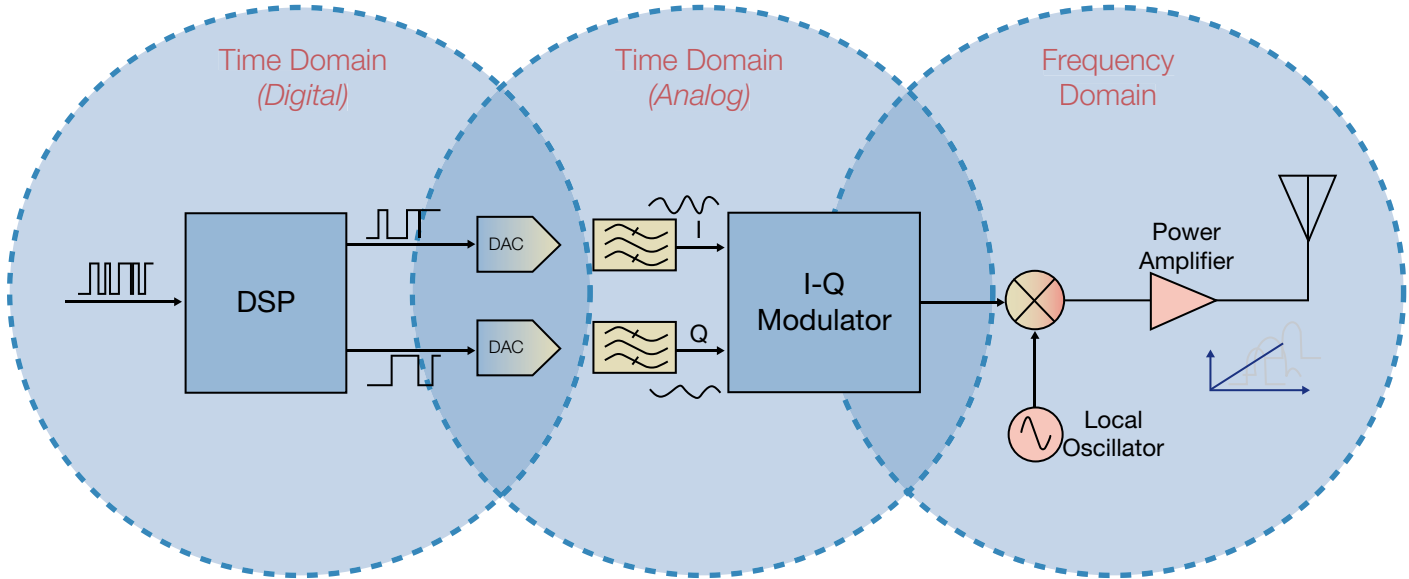 Time Domain
(Digital)
Time Domain
(Analog)
Frequency
Domain
DSP
DAC
DAC
I
Q
I-Q
Modulator
Power
Amplifier
Local
Oscillator